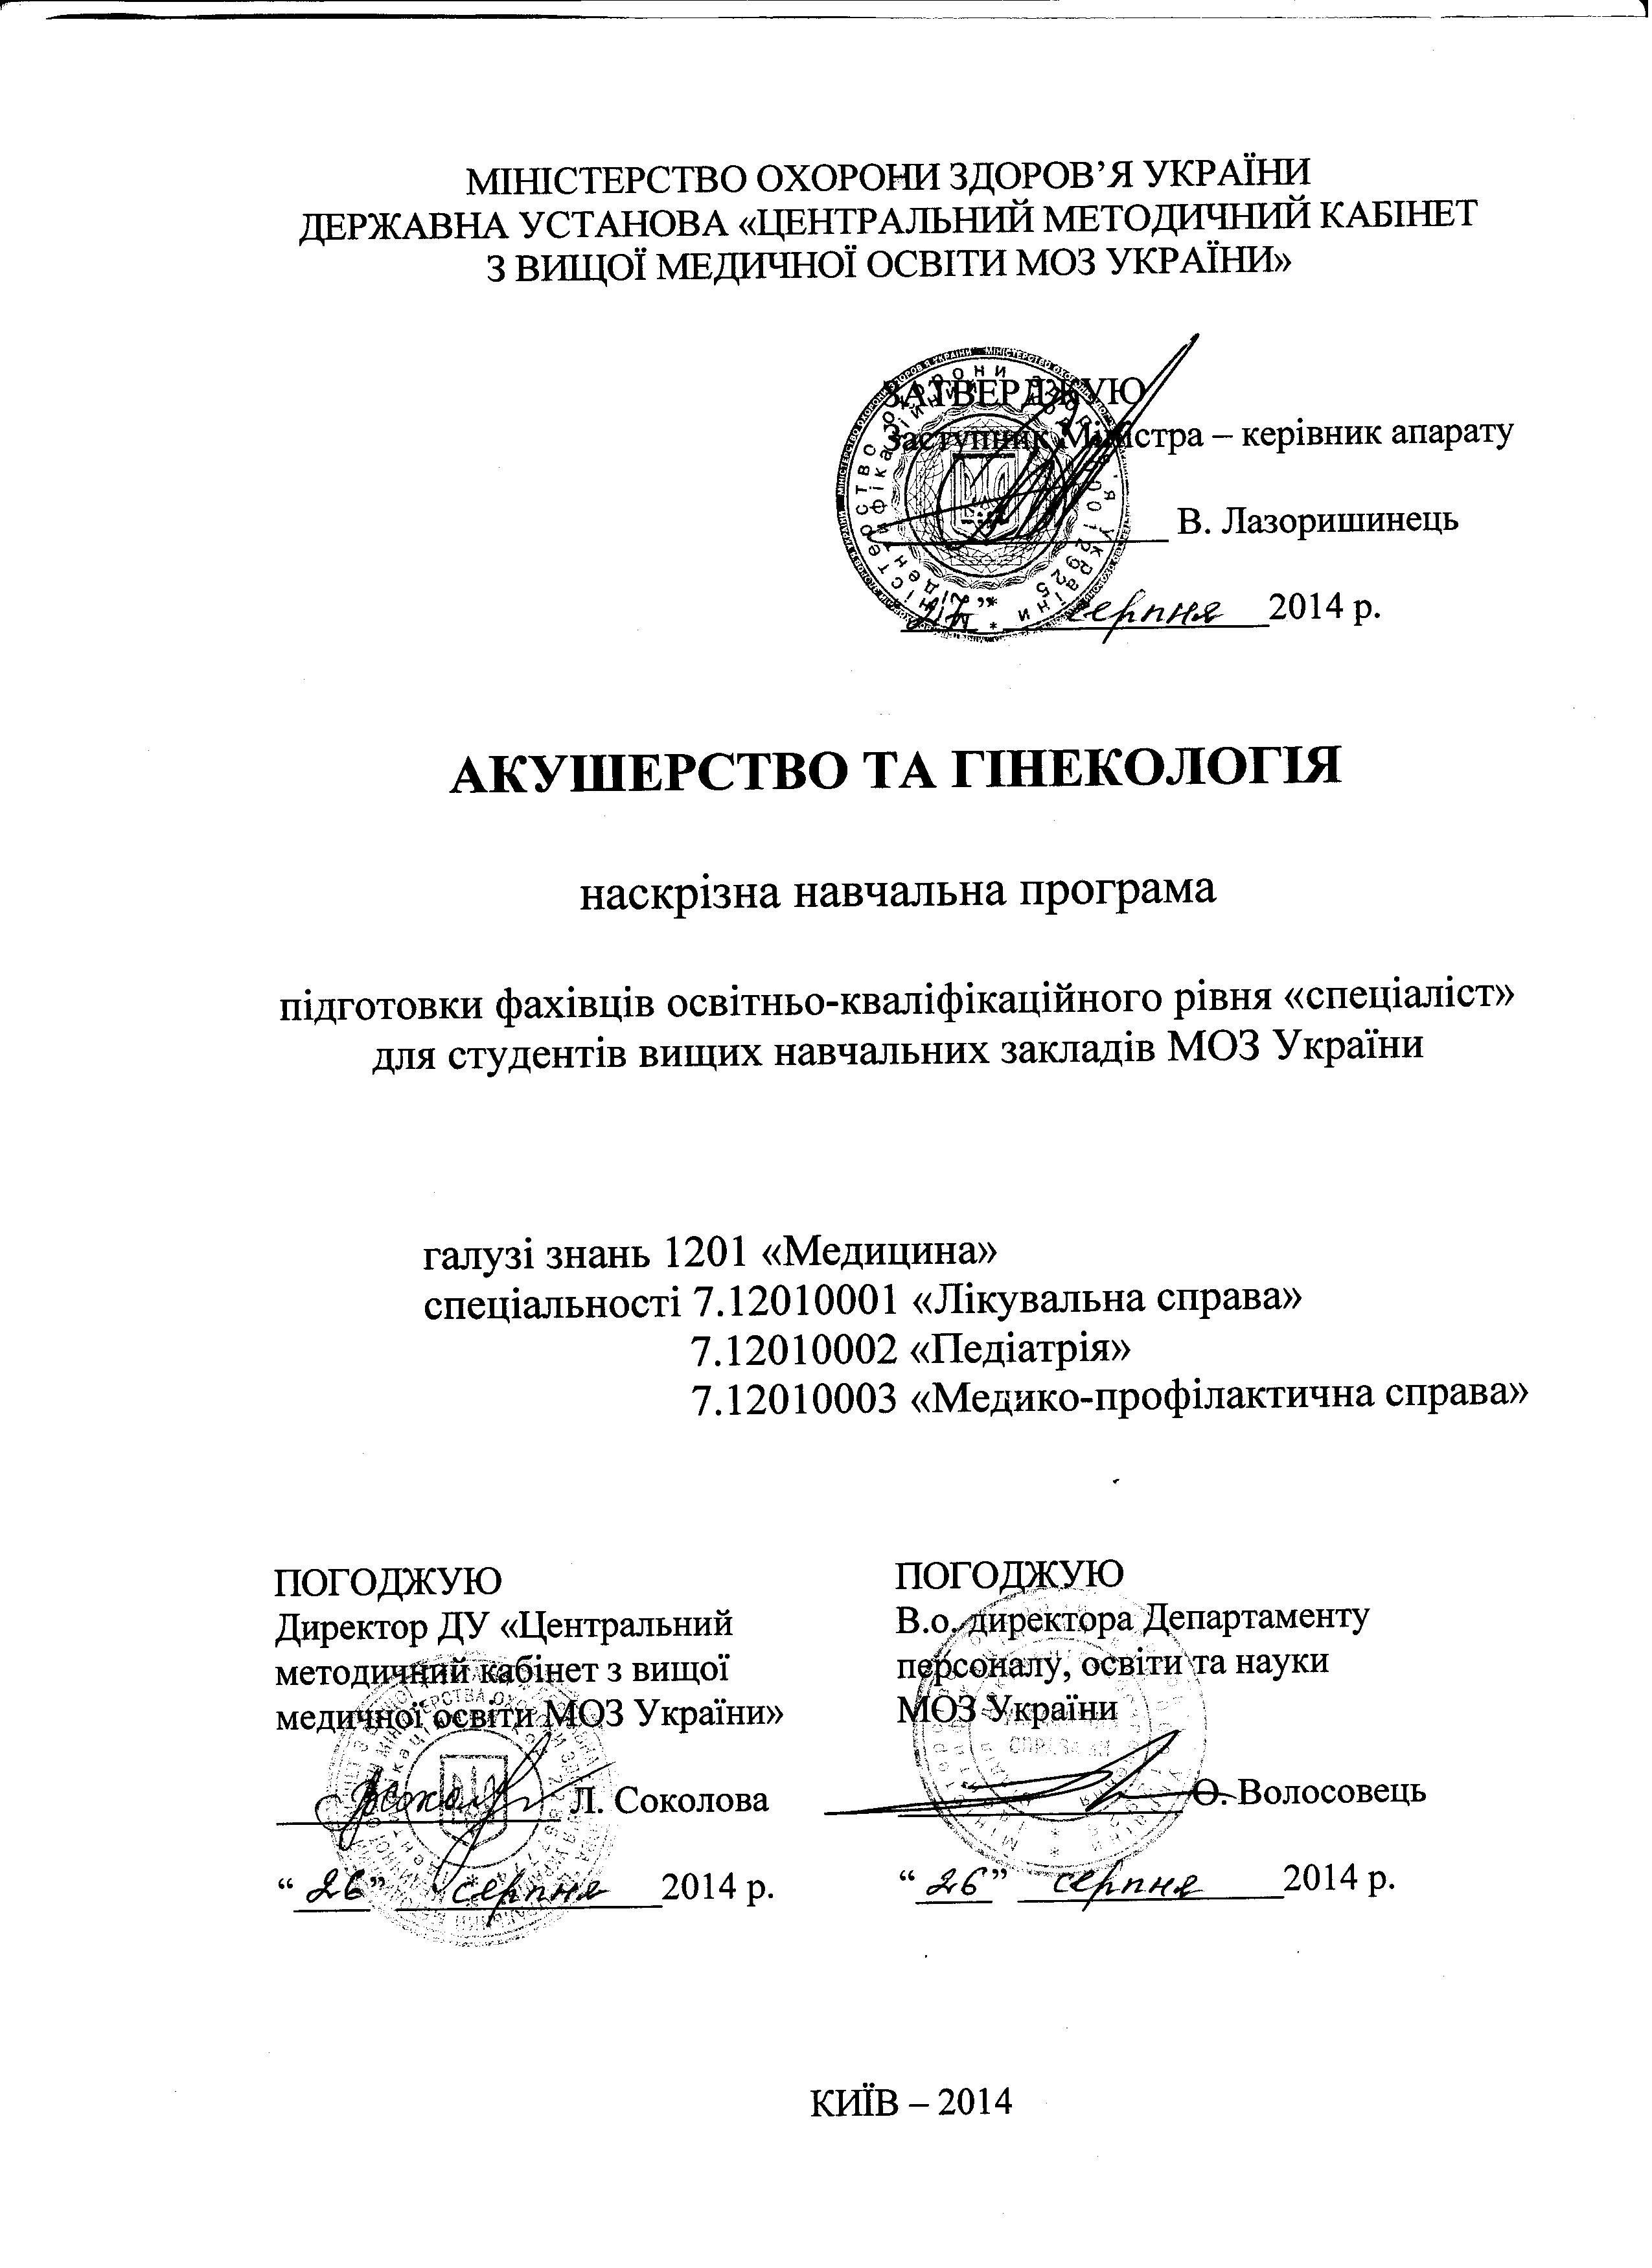 МІНІСТЕРСТВО ОХОРОНИ ЗДОРОВ’Я УКРАЇНИ
ДЕРЖАВНА УСТАНОВА «ЦЕНТРАЛЬНИЙ МЕТОДИЧНИЙ КАБІНЕТ
З ВИЩОЇ МЕДИЧНОЇ ОСВІТИ МОЗ УКРАЇНИ»
ЗАТВЕРДЖУЮ
Заступник Міністра – керівник апарату
В. Лазоришинець
серпня 2014 р.
АКУШЕРСТВО ТА ГІНЕКОЛОГІЯ
наскрізна навчальна програма
підготовки фахівців освітньо-кваліфікаційного рівня «спеціаліст»
для студентів вищих навчальних закладів МОЗ України
галузі знань 1201 «Медицина»
спеціальності 7.12010001 «Лікувальна справа»
7.12010002 «Педіатрія»
7.12010003 «Медико-профілактична справа»
ПОГОДЖУЮ
Директор ДУ «Центральний
методичний кабінет з вищої
медичної освіти МОЗ України»
Л. Соколова
“ 26 ” серпня 2014 р.
ПОГОДЖУЮ
В.о. директора Департаменту
персоналу, освіти та науки
МОЗ України
О. Волосовець
“ 26 ” серпня 2014 р.
КИЇВ – 2014